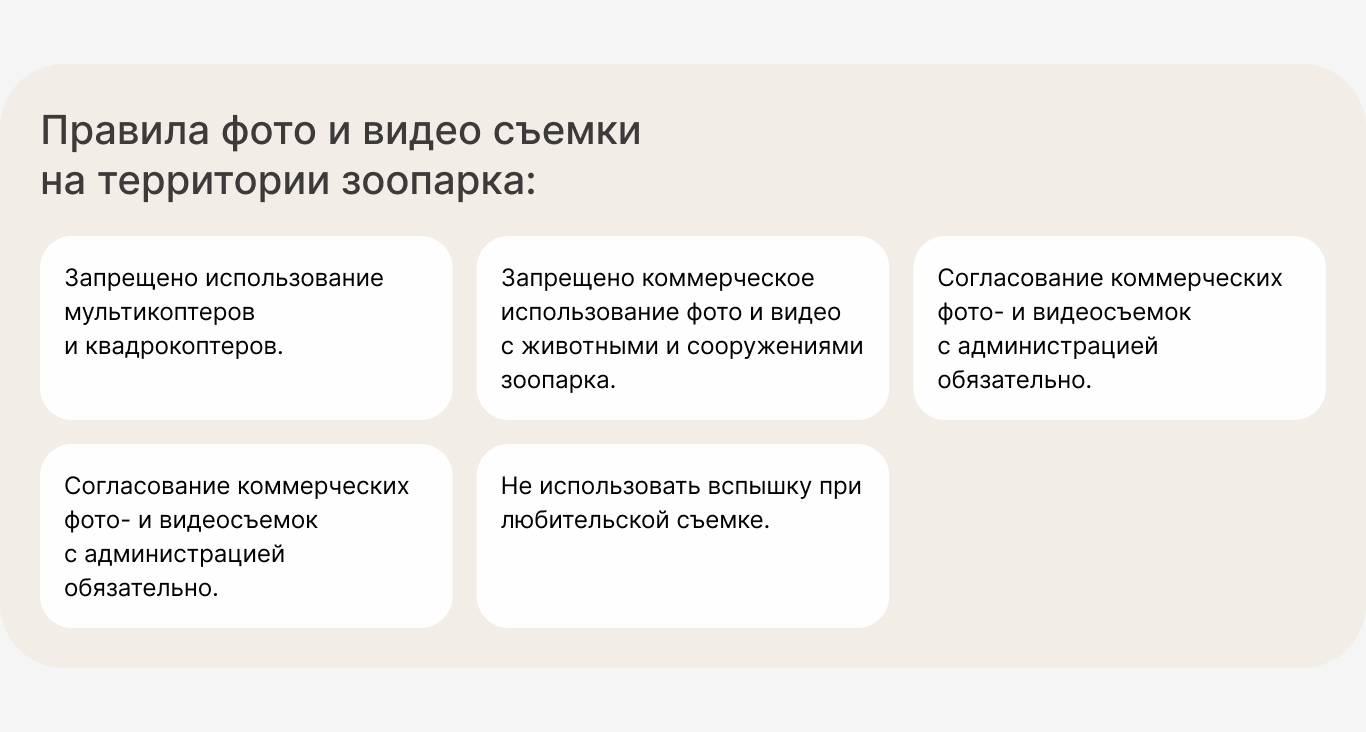 Правила фото и видео съемки
на территории зоопарка:
Запрещено использование
мультикоптеров
и квадрокоптеров.
Запрещено коммерческое
использование фото и видео
с животными и сооружениями
зоопарка.
Согласование коммерческих
фото- и видеосъемок
с администрацией
обязательно.
Согласование коммерческих
фото- и видеосъемок
с администрацией
обязательно.
Не использовать вспышку при
любительской съемке.